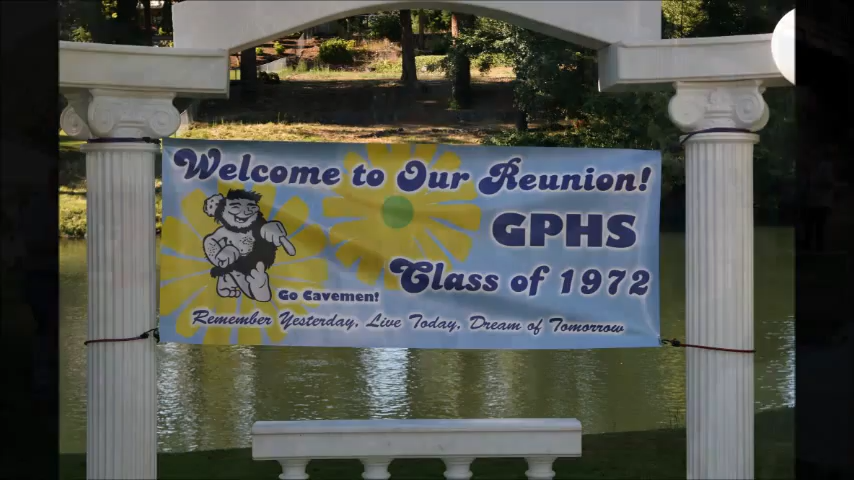 Welcome to Our Reunion!
GPHS
Class of 1972
Go Cavemen!
Remember Yesterday, Live Today, Dream of Tomorrow